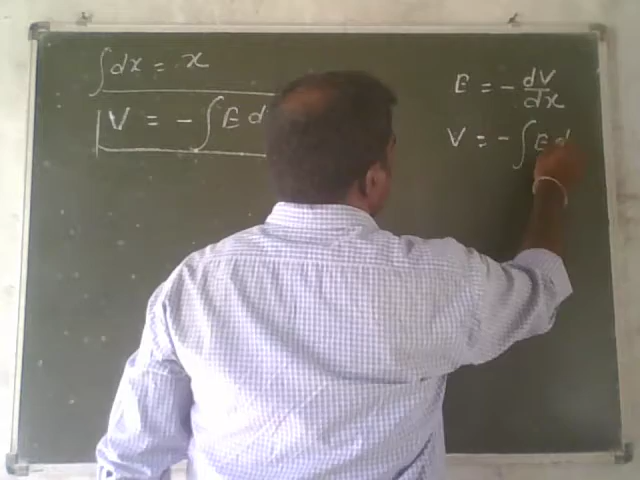 ∫dx = x
V = -∫E d
E = - dV/dx
V = -∫E d